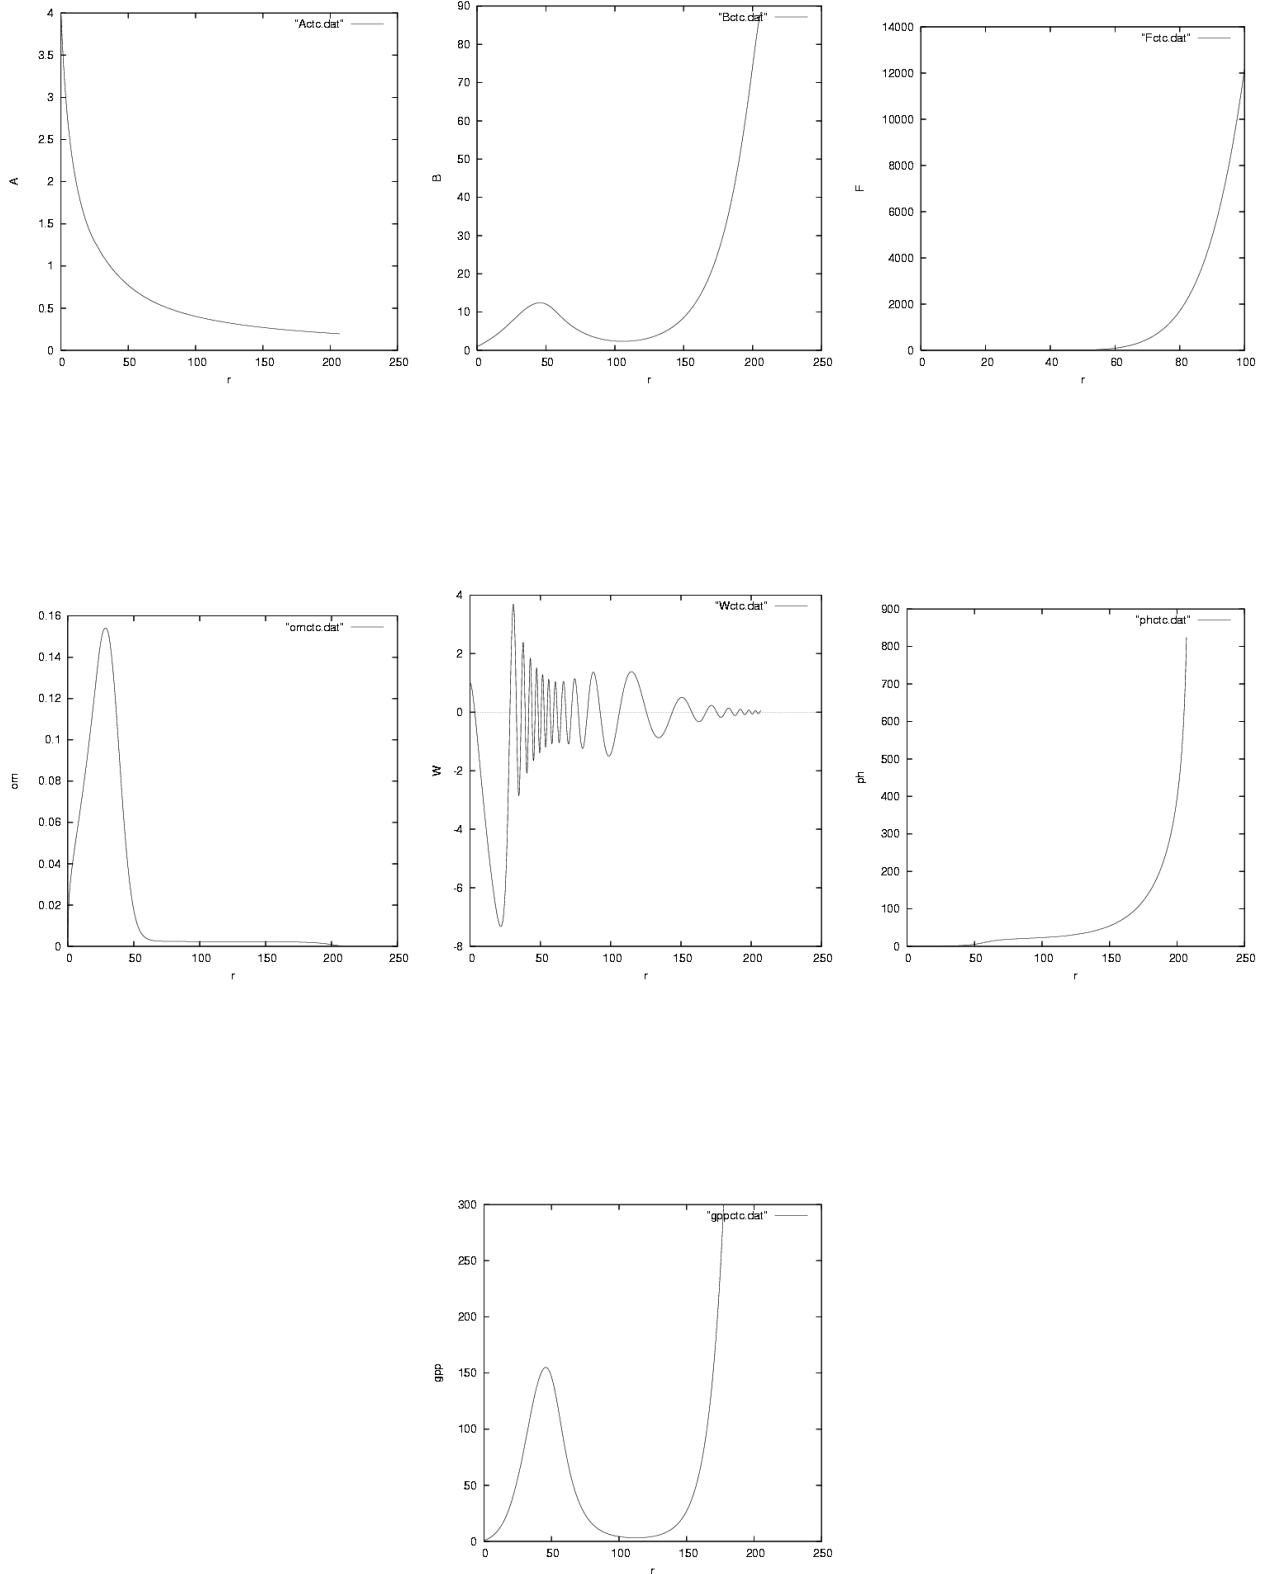 4
3.5
3
2.5
2
1.5
1
0.5
0
A
"Actc.dat"
0 50 100 150 200 250
r
90
80
70
60
50
40
30
20
10
0
B
"Bctc.dat"
0 50 100 150 200 250
r
14000
12000
10000
8000
6000
4000
2000
0
F
"Fctc.dat"
0 20 40 60 80 100
r
0.16
0.14
0.12
0.1
0.08
0.06
0.04
0.02
0
om
"omctc.dat"
0 50 100 150 200 250
r
4
2
0
-2
-4
-6
-8
W
"Wctc.dat"
0 50 100 150 200 250
r
900
800
700
600
500
400
300
200
100
0
ph
"phctc.dat"
0 50 100 150 200 250
r
300
250
200
150
100
50
0
gpp
"gppctc.dat"
0 50 100 150 200 250
r